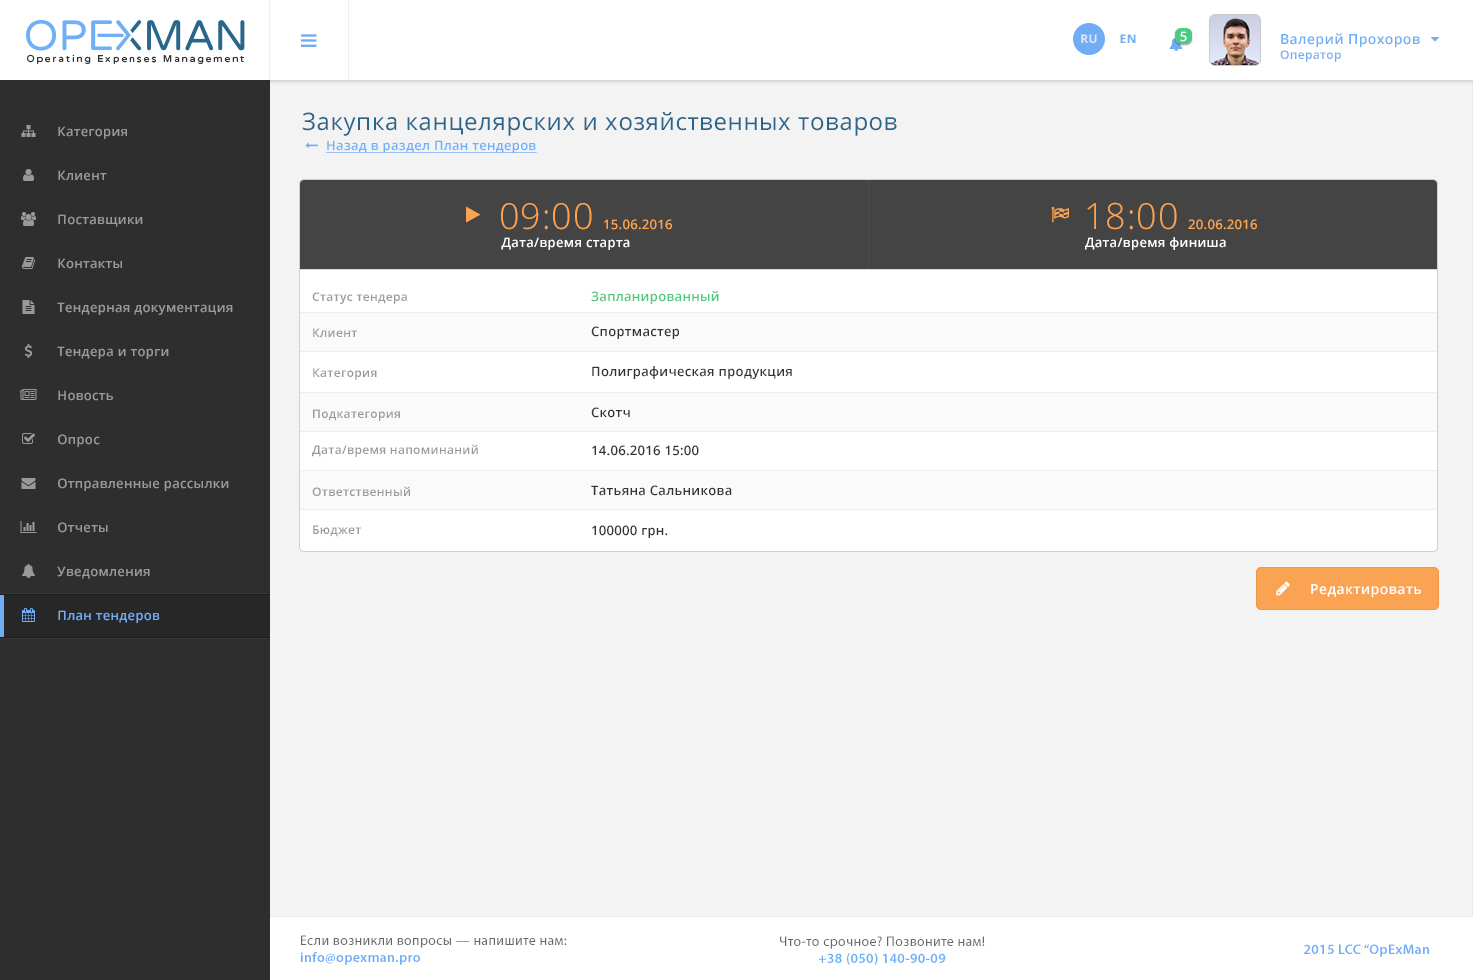 OPEXMAN
Operating Expenses Management
RU
EN
5
Валерий Прохоров
Оператор
Категория
Клиент
Поставщики
Контакты
Тендерная документация
Тендера и торги
Новость
Опрос
Отправленные рассылки
Отчеты
Уведомления
План тендеров
Закупка канцелярских и хозяйственных товаров
← Назад в раздел План тендеров
09:00 15.06.2016
Дата/время старта
18:00 20.06.2016
Дата/время финиша
Статус тендера Запланированный
Клиент Спортмастер
Категория Полиграфическая продукция
Подкатегория Скотч
Дата/время напоминаний 14.06.2016 15:00
Ответственный Татьяна Сальникова
Бюджет 100000 грн.
Редактировать
Если возникли вопросы — напишите нам:
info@opexman.pro
Что-то срочное? Позвоните нам!
+38 (050) 140-90-09
2015 LCC “OpExMan